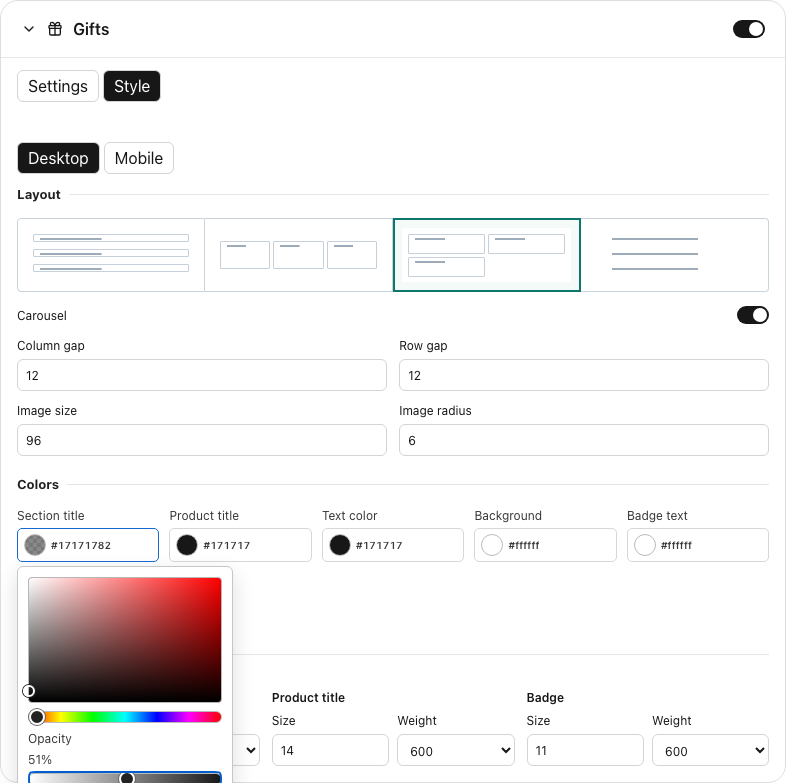 Gifts
Settings Style
Desktop Mobile
Layout
Carousel
Column gap Row gap
12 12
Image size Image radius
96 6
Colors
Section title Product title Text color Background Badge text
#17171782 #171717 #171717 #ffffff #ffffff
Product title Badge
Size Weight Size Weight
14 600 11 600
Opacity
51%